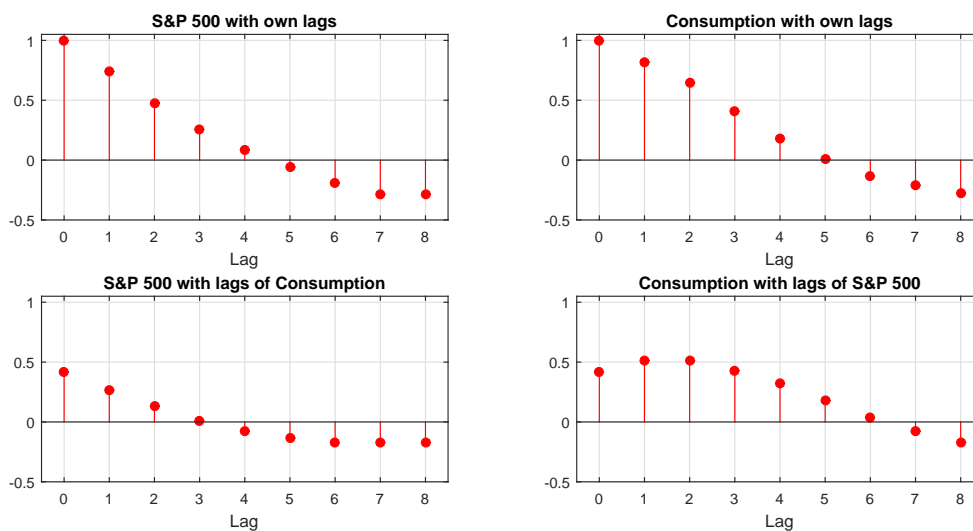 S&P 500 with own lags
1
0.5
0
-0.5
0 1 2 3 4 5 6 7 8
Lag
Consumption with own lags
1
0.5
0
-0.5
0 1 2 3 4 5 6 7 8
Lag
S&P 500 with lags of Consumption
1
0.5
0
-0.5
0 1 2 3 4 5 6 7 8
Lag
Consumption with lags of S&P 500
1
0.5
0
-0.5
0 1 2 3 4 5 6 7 8
Lag